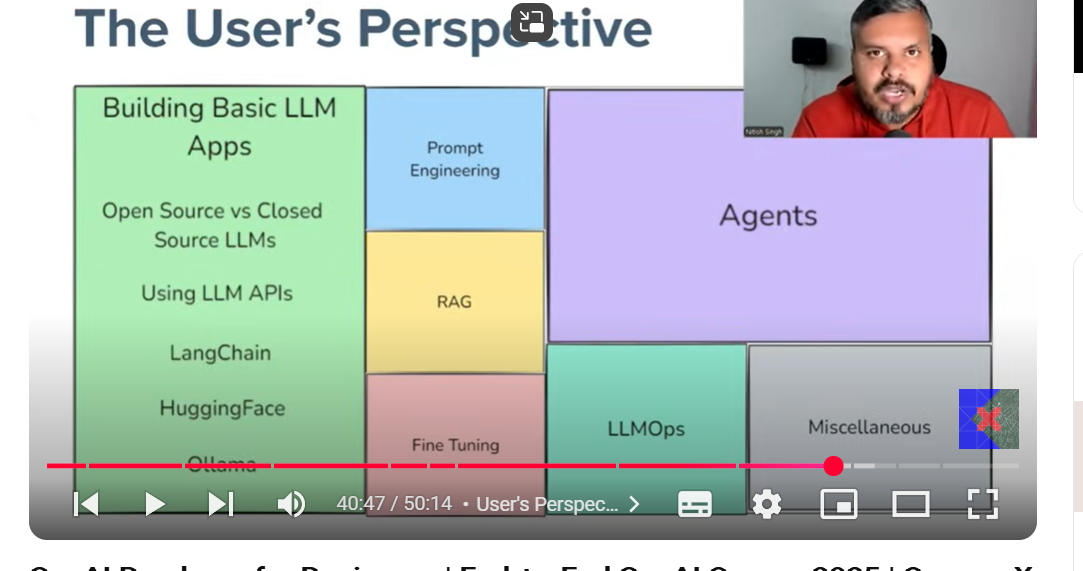 The User's Perspective
Nitish Singh
Building Basic LLM
Apps
Open Source vs Closed
Source LLMs
Using LLM APIs
LangChain
HuggingFace
Ollama
Prompt
Engineering
RAG
Fine Tuning
Agents
LLMOps
Miscellaneous
40:47 / 50:14 • User's Perspec...